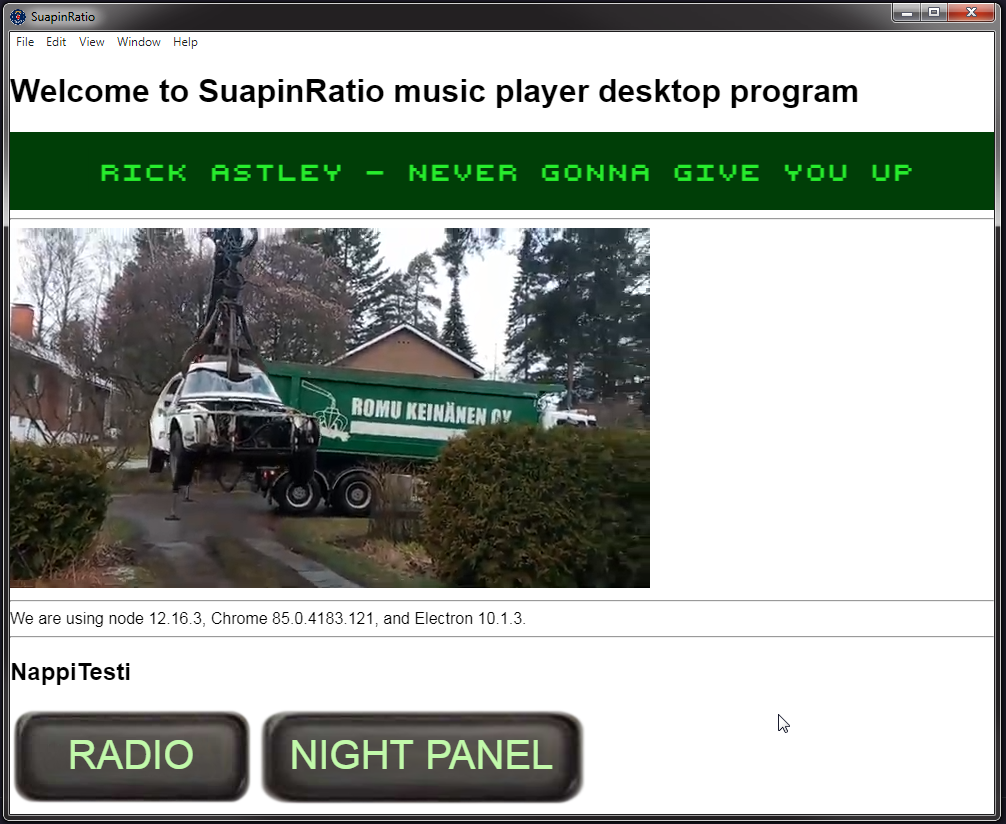 SuapinRatio
File Edit View Window Help
Welcome to SuapinRatio music player desktop program
RICK ASTLEY - NEVER GONNA GIVE YOU UP
ROMU KEINÄNEN OY
We are using node 12.16.3, Chrome 85.0.4183.121, and Electron 10.1.3.
NappiTesti
RADIO NIGHT PANEL